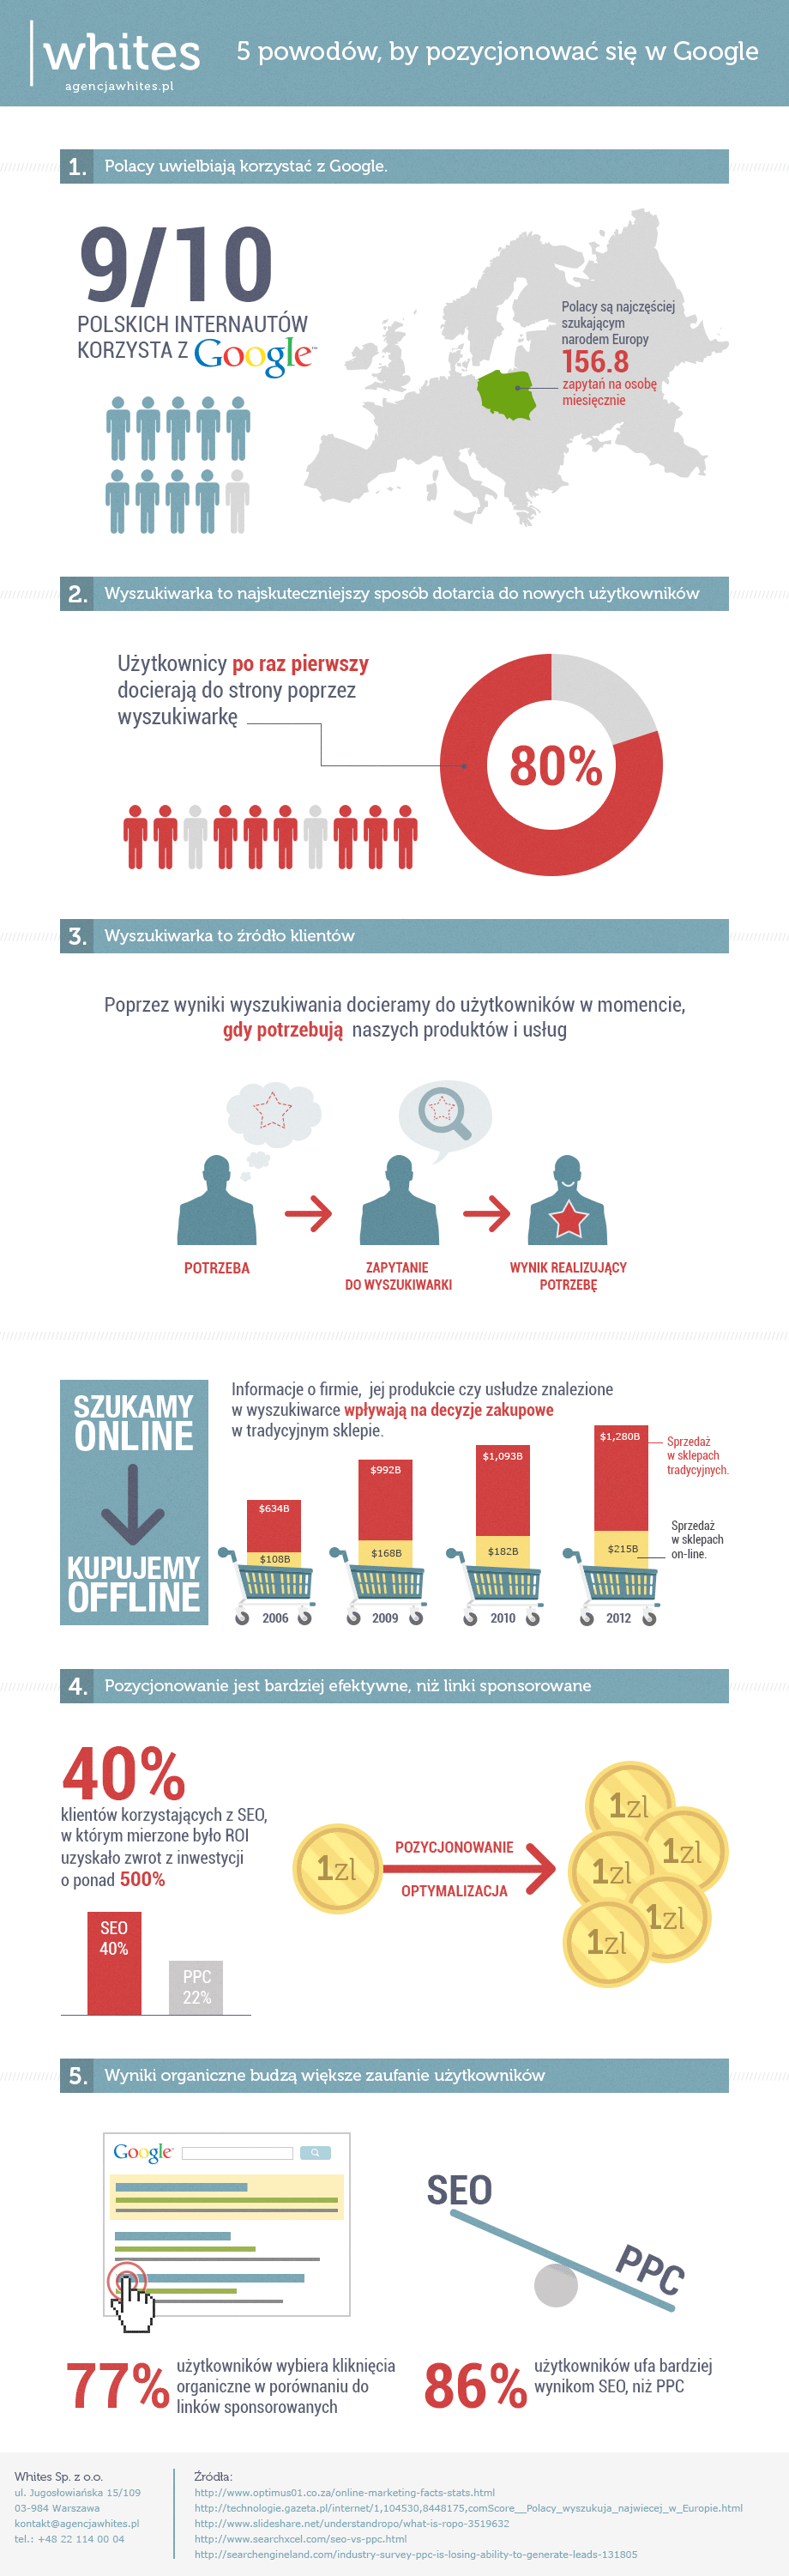 whites
agencjawhites.pl
5 powodów, by pozycjonować się w Google
1. Polacy uwielbiają korzystać z Google.
9/10
POLSKICH INTERNAUTÓW
KORZYSTA Z Google™
Polacy są najczęściej
szukającym
narodem Europy
156.8
zapytań na osobę
miesięcznie
2. Wyszukiwarka to najskuteczniejszy sposób dotarcia do nowych użytkowników
Użytkownicy po raz pierwszy
docierają do strony poprzez
wyszukiwarkę
80%
3. Wyszukiwarka to źródło klientów
Poprzez wyniki wyszukiwania docieramy do użytkowników w momencie,
gdy potrzebują naszych produktów i usług
POTRZEBA
ZAPYTANIE
DO WYSZUKIWARKI
WYNIK REALIZUJĄCY
POTRZEBĘ
SZUKAMY
ONLINE
KUPUJEMY
OFFLINE
Informacje o firmie, jej produkcie czy usłudze znalezione
w wyszukiwarce wpływają na decyzje zakupowe
w tradycyjnym sklepie.
$634B
$108B
2006
$992B
$168B
2009
$1,093B
$182B
2010
$1,280B
$215B
2012
Sprzedaż
w sklepach
tradycyjnych.
Sprzedaż
w sklepach
on-line.
4. Pozycjonowanie jest bardziej efektywne, niż linki sponsorowane
40%
klientów korzystających z SEO,
w którym mierzone było ROI
uzyskało zwrot z inwestycji
o ponad 500%
SEO
40%
PPC
22%
1zl
POZYCJONOWANIE
OPTYMALIZACJA
1zl
1zl
1zl
1zl
1zl
5. Wyniki organiczne budzą większe zaufanie użytkowników
Google™
SEO
PPC
77%
użytkowników wybiera kliknięcia
organiczne w porównaniu do
linków sponsorowanych
86%
użytkowników ufa bardziej
wynikom SEO, niż PPC
Whites Sp. z o.o.
ul. Jugosłowiańska 15/109
03-984 Warszawa
kontakt@agencjawhites.pl
tel.: +48 22 114 00 04
Źródła:
http://www.optimus01.co.za/online-marketing-facts-stats.html
http://technologie.gazeta.pl/internet/1,104530,8448175,comScore__Polacy_wyszukuja_najwiecej_w_Europie.html
http://www.slideshare.net/understandropo/what-is-ropo-3519632
http://www.searchxcel.com/seo-vs-ppc.html
http://searchengineland.com/industry-survey-ppc-is-losing-ability-to-generate-leads-131805